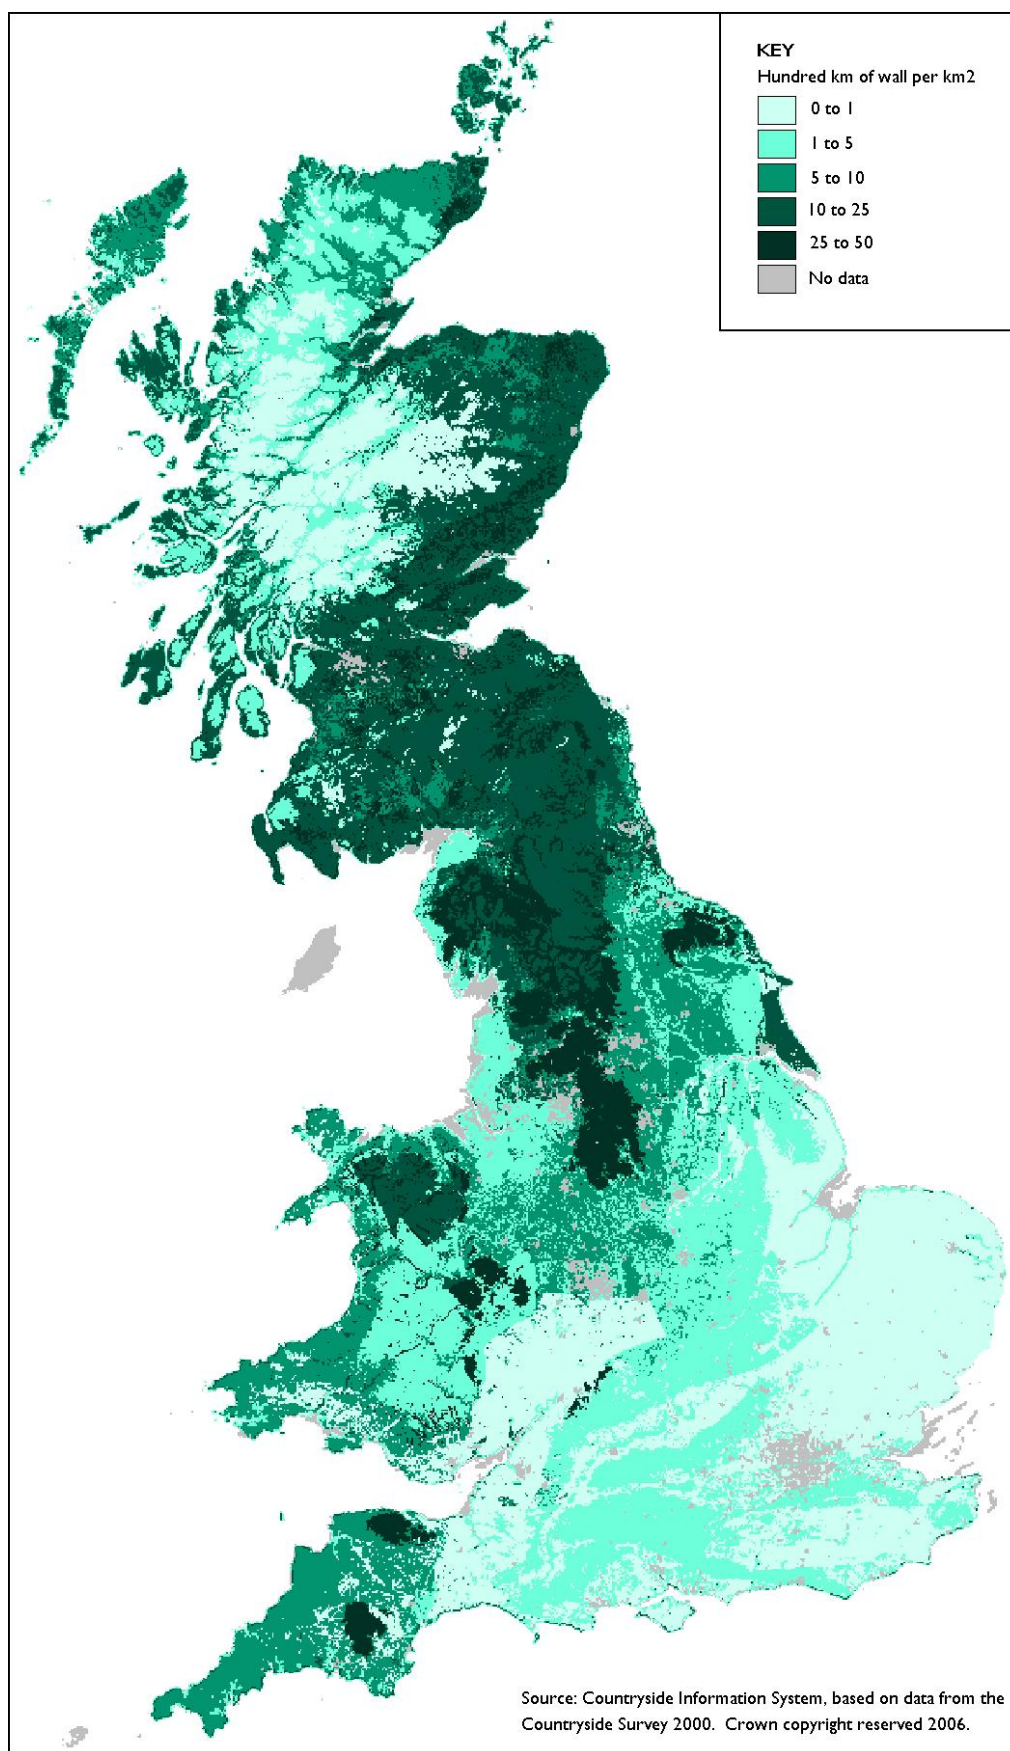 KEY
Hundred km of wall per km2
0 to 1
1 to 5
5 to 10
10 to 25
25 to 50
No data
Source: Countryside Information System, based on data from the
Countryside Survey 2000. Crown copyright reserved 2006.